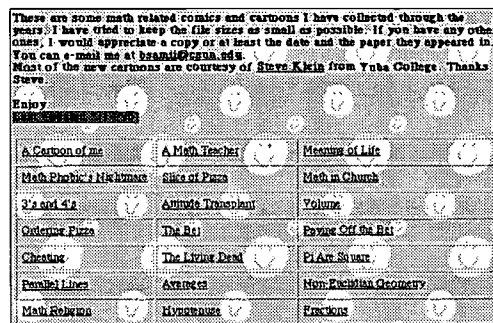 These are some math related comics and cartoons I have collected through the
years. I have tried to keep the file sizes as small as possible. If you have any other
ones, I would appreciate a copy or at least the date and the paper they appeared in.
You can e-mail me at
Most of the new cartoons are courtesy of Steve Klein from Yuba College. Thanks
Steve.
Enjoy
A Cartoon of me A Math Teacher Meaning of Life
Math Phobic's Nightmare Slice of Pizza Math in Church
3's and 4's Attitude Transplant Volume
Ordering Pizza The Bet Paying Off the Bet
Cheating The Living Dead Pi Are Square
Parallel Lines Averages Non-Euclidian Geometry
Math Religion Hypotenuse Fractions